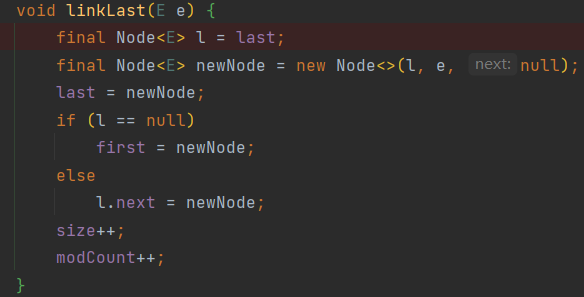 void linkLast(E e) {
    final Node<E> l = last;
    final Node<E> newNode = new Node<>(l, e, next: null);
    last = newNode;
    if (l == null)
        first = newNode;
    else
        l.next = newNode;
    size++;
    modCount++;
}